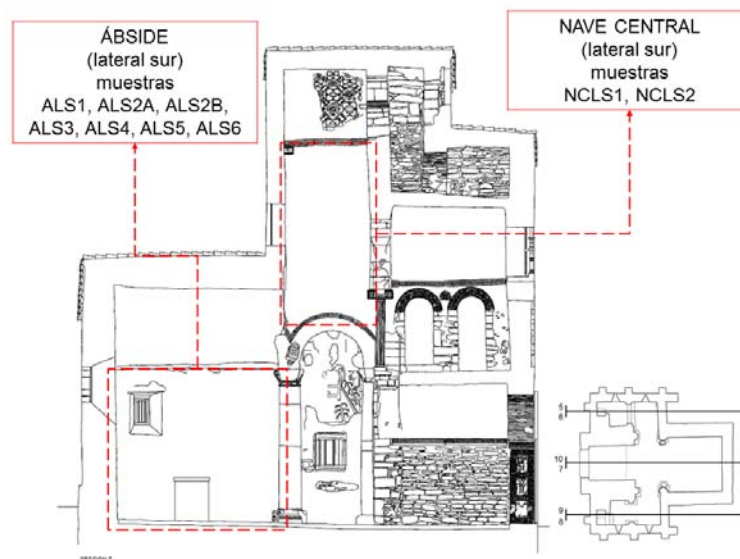 ÁBSIDE
(lateral sur)
muestras
ALS1, ALS2A, ALS2B,
ALS3, ALS4, ALS5, ALS6
NAVE CENTRAL
(lateral sur)
muestras
NCLS1, NCLS2
5
6
10
7
9
8